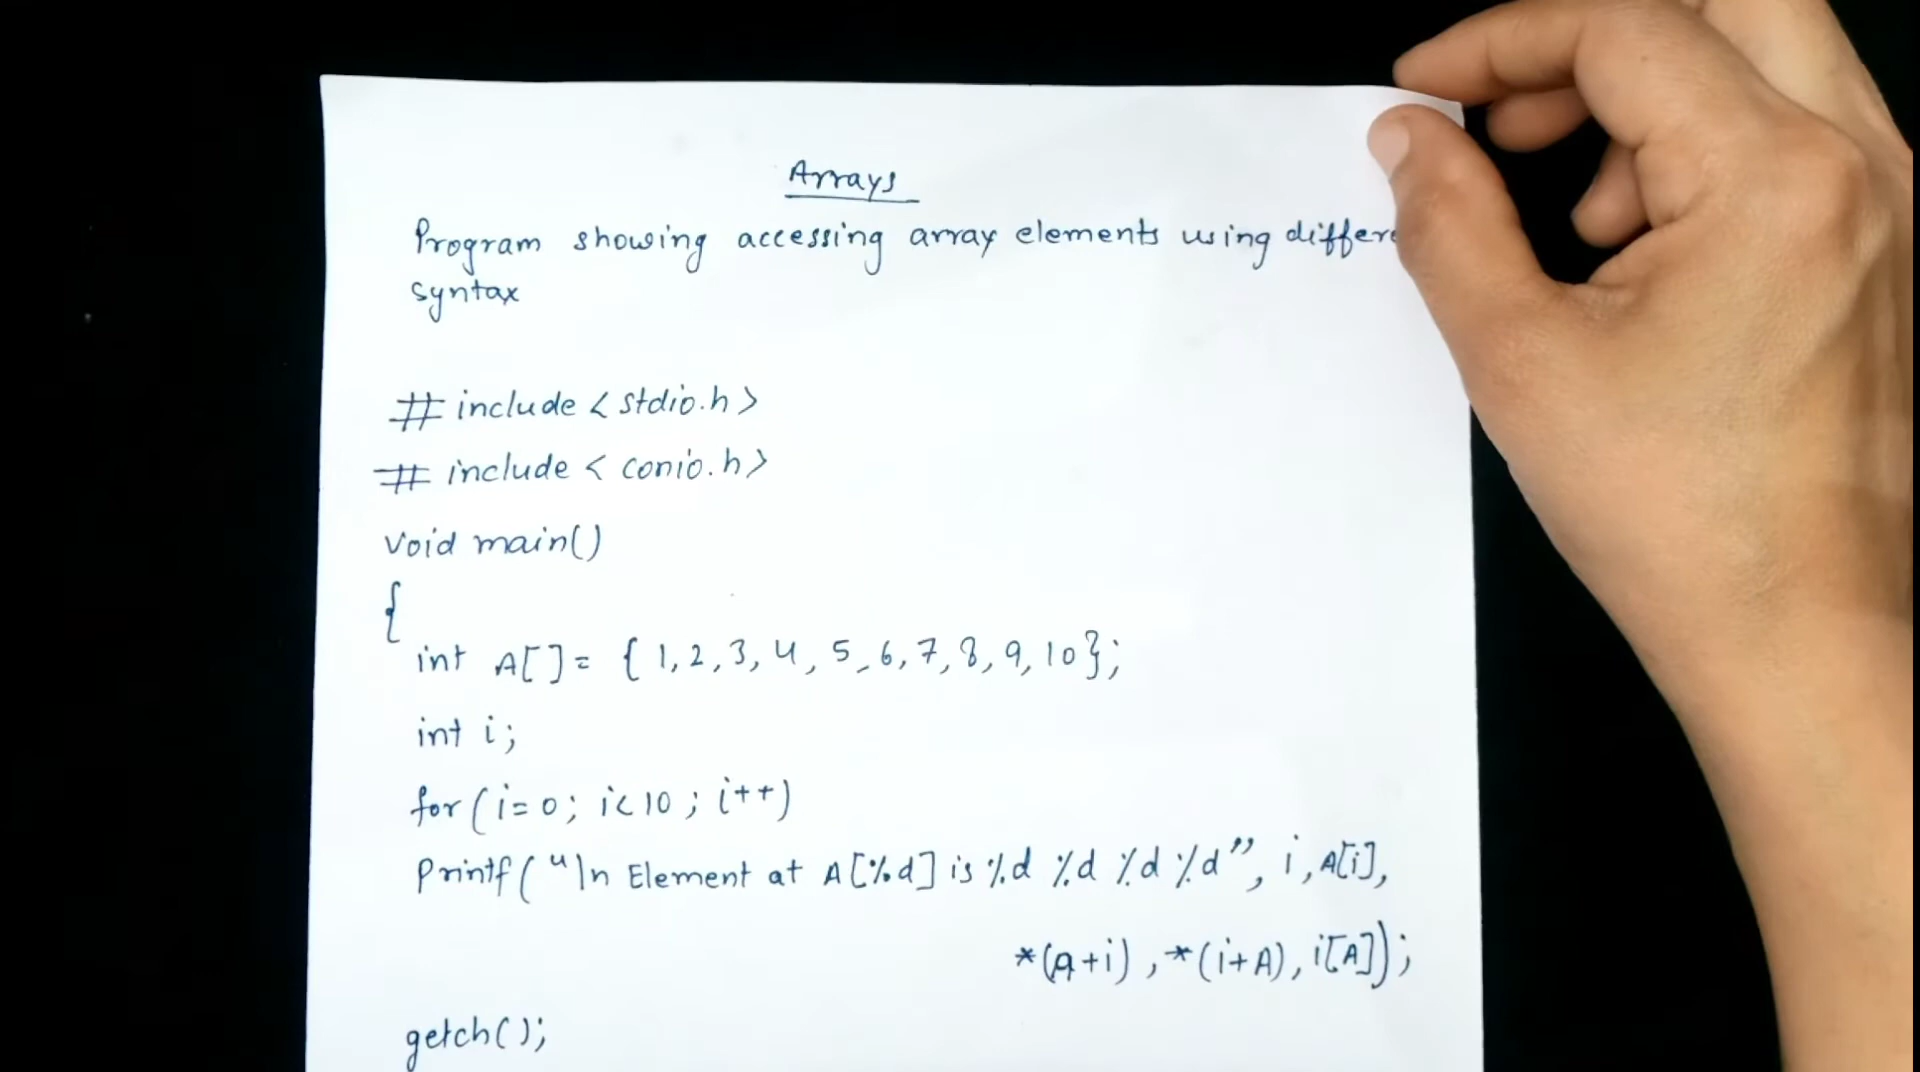 Arrays
Program showing accessing array elements using differe
syntax
# include < stdio.h >
# include < conio.h >
void main()
{
int A[] = { 1, 2, 3, 4, 5, 6, 7, 8, 9, 10};
int i;
for (i=0; i<10; i++)
Printf("\n Element at A[%d] is %d %d %d %d", i, A[i],
*(A+i), *(i+A), i[A]);
getch();